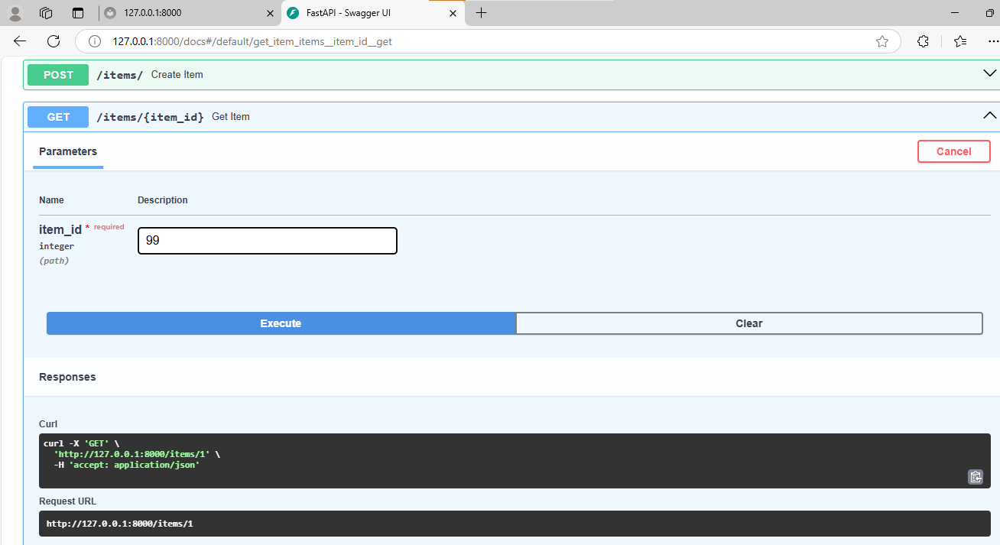 127.0.0.1:8000
FastAPI - Swagger UI
127.0.0.1:8000/docs#/default/get_item_items__item_id__get
POST /items/ Create Item
GET /items/{item_id} Get Item
Parameters
Cancel
Name Description
item_id * required
integer
(path)
99
Execute
Clear
Responses
Curl
curl -X 'GET' \
'http://127.0.0.1:8000/items/1' \
-H 'accept: application/json'
Request URL
http://127.0.0.1:8000/items/1